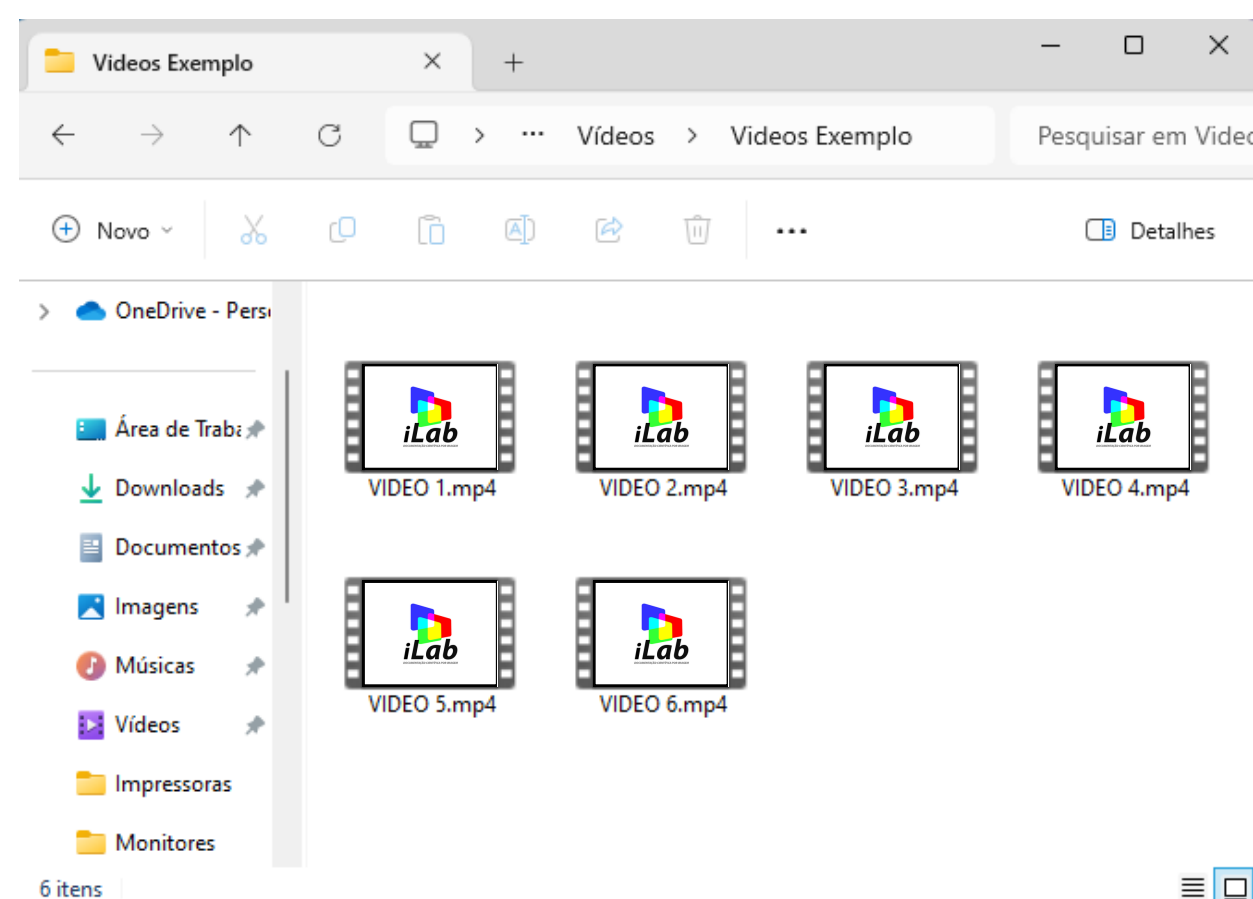 Videos Exemplo
Vídeos > Videos Exemplo
Pesquisar em Videc
Novo
Detalhes
OneDrive - Pers
Área de Traba
Downloads
Documentos
Imagens
Músicas
Vídeos
Impressoras
Monitores
iLab
VIDEO 1.mp4
iLab
VIDEO 2.mp4
iLab
VIDEO 3.mp4
iLab
VIDEO 4.mp4
iLab
VIDEO 5.mp4
iLab
VIDEO 6.mp4
6 itens